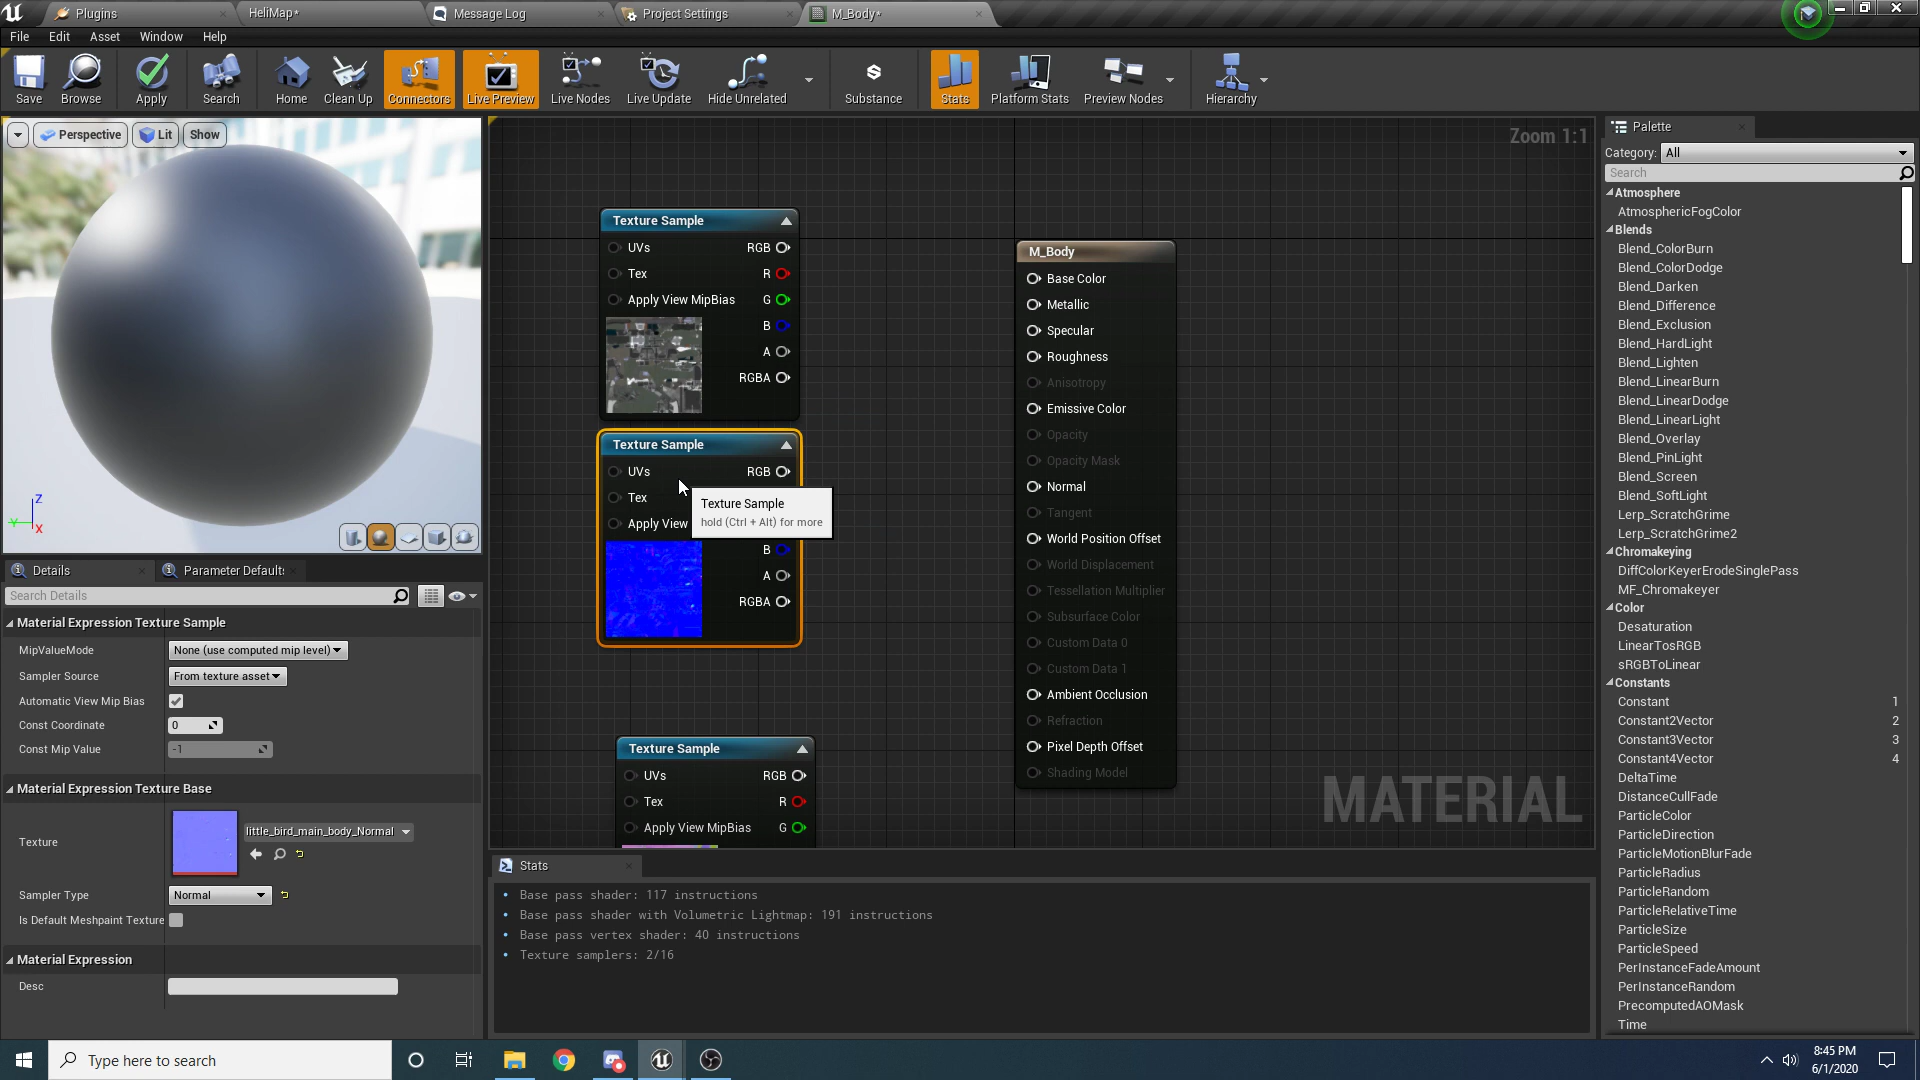 Plugins
HeliMap*
Message Log
Project Settings
M_Body*
File Edit Asset Window Help
Save Browse Apply Search Home Clean Up Connectors Live Preview Live Nodes Live Update Hide Unrelated Substance Stats Platform Stats Preview Nodes Hierarchy
Perspective Lit Show
Z
Y
X
Details
Parameter Defaults
Search Details
Material Expression Texture Sample
MipValueMode None (use computed mip level)
Sampler Source From texture asset
Automatic View Mip Bias
Const Coordinate 0
Const Mip Value -1
Material Expression Texture Base
Texture little_bird_main_body_Normal
Sampler Type Normal
Is Default Meshpaint Texture
Material Expression
Desc
Zoom 1:1
Texture Sample
UVs RGB
Tex R
Apply View MipBias G
B
A
RGBA
Texture Sample
UVs RGB
Tex
Apply View
B
A
RGBA
Texture Sample
hold (Ctrl + Alt) for more
Texture Sample
UVs RGB
Tex R
Apply View MipBias G
M_Body
Base Color
Metallic
Specular
Roughness
Anisotropy
Emissive Color
Opacity
Opacity Mask
Normal
Tangent
World Position Offset
World Displacement
Tessellation Multiplier
Subsurface Color
Custom Data 0
Custom Data 1
Ambient Occlusion
Refraction
Pixel Depth Offset
Shading Model
MATERIAL
Stats
Base pass shader: 117 instructions
Base pass shader with Volumetric Lightmap: 191 instructions
Base pass vertex shader: 40 instructions
Texture samplers: 2/16
Palette
Category: All
Search
Atmosphere
AtmosphericFogColor
Blends
Blend_ColorBurn
Blend_ColorDodge
Blend_Darken
Blend_Difference
Blend_Exclusion
Blend_HardLight
Blend_Lighten
Blend_LinearBurn
Blend_LinearDodge
Blend_LinearLight
Blend_Overlay
Blend_PinLight
Blend_Screen
Blend_SoftLight
Lerp_ScratchGrime
Lerp_ScratchGrime2
Chromakeying
DiffColorKeyerErodeSinglePass
MF_Chromakeyer
Color
Desaturation
LinearTosRGB
sRGBToLinear
Constants
Constant 1
Constant2Vector 2
Constant3Vector 3
Constant4Vector 4
DeltaTime
DistanceCullFade
ParticleColor
ParticleDirection
ParticleMotionBlurFade
ParticleRadius
ParticleRandom
ParticleRelativeTime
ParticleSize
ParticleSpeed
PerInstanceFadeAmount
PerInstanceRandom
PrecomputedAOMask
Time
Type here to search
8:45 PM
6/1/2020